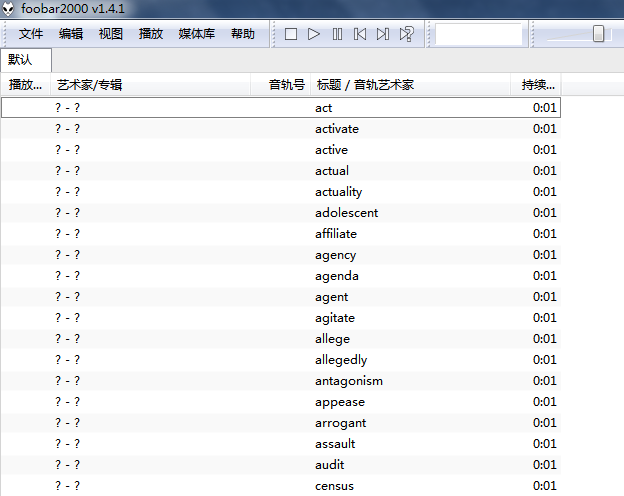 foobar2000 v1.4.1
文件 编辑 视图 播放 媒体库 帮助
默认
播放... 艺术家/专辑 音轨号 标题 / 音轨艺术家 持续...
? - ? act 0:01
? - ? activate 0:01
? - ? active 0:01
? - ? actual 0:01
? - ? actuality 0:01
? - ? adolescent 0:01
? - ? affiliate 0:01
? - ? agency 0:01
? - ? agenda 0:01
? - ? agent 0:01
? - ? agitate 0:01
? - ? allege 0:01
? - ? allegedly 0:01
? - ? antagonism 0:01
? - ? appease 0:01
? - ? arrogant 0:01
? - ? assault 0:01
? - ? audit 0:01
? - ? census 0:01